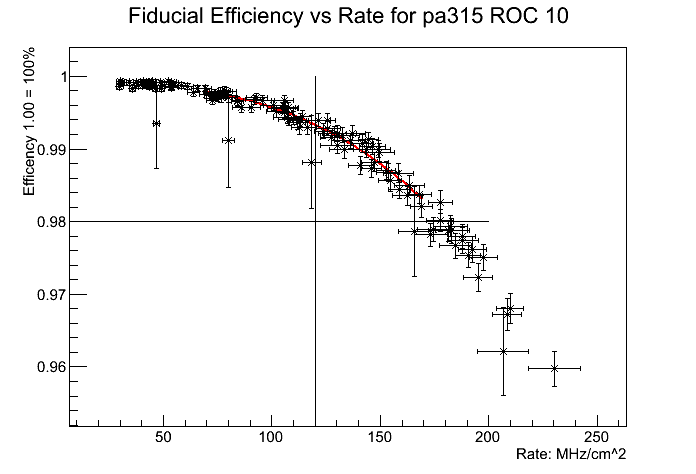 Fiducial Efficiency vs Rate for pa315 ROC 10
Efficency 1.00 = 100%
1
0.99
0.98
0.97
0.96
50 100 150 200 250
Rate: MHz/cm^2